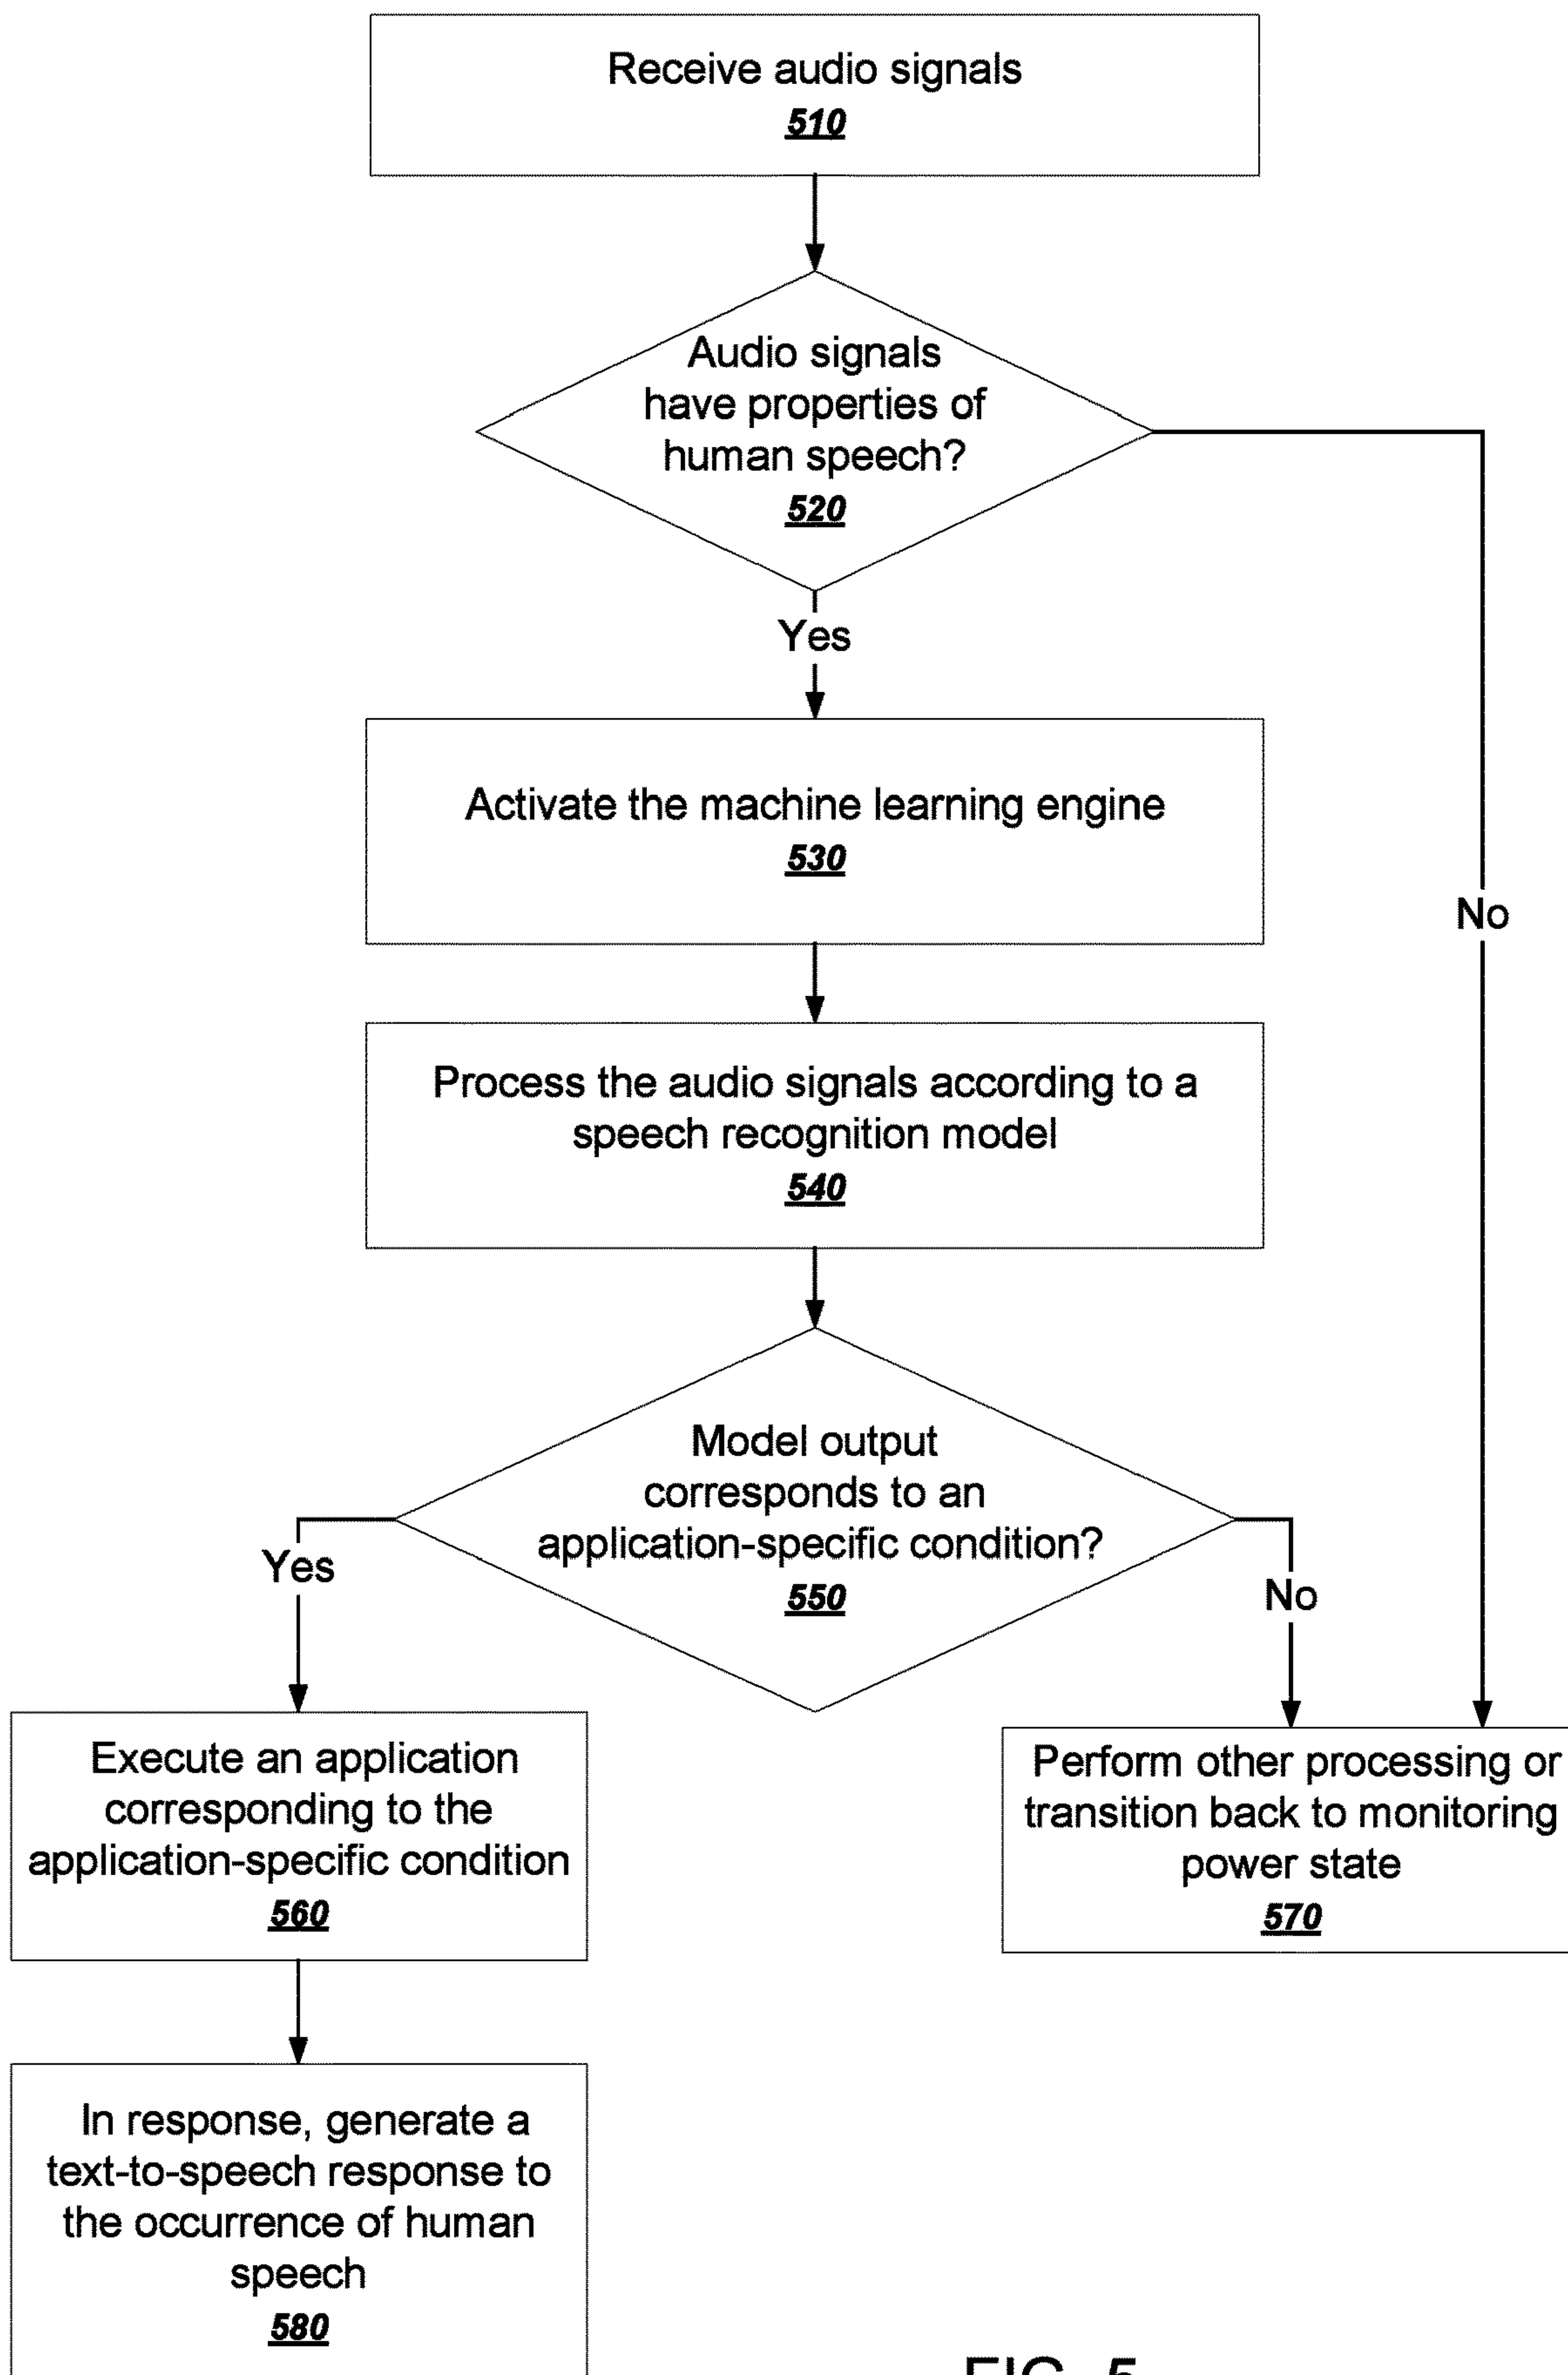 Receive audio signals
510
Audio signals
have properties of
human speech?
520
Yes
Activate the machine learning engine
530
No
Process the audio signals according to a
speech recognition model
540
Model output
corresponds to an
application-specific condition?
550
Yes
No
Execute an application
corresponding to the
application-specific condition
560
Perform other processing or
transition back to monitoring
power state
570
In response, generate a
text-to-speech response to
the occurrence of human
speech
580
FIG. 5